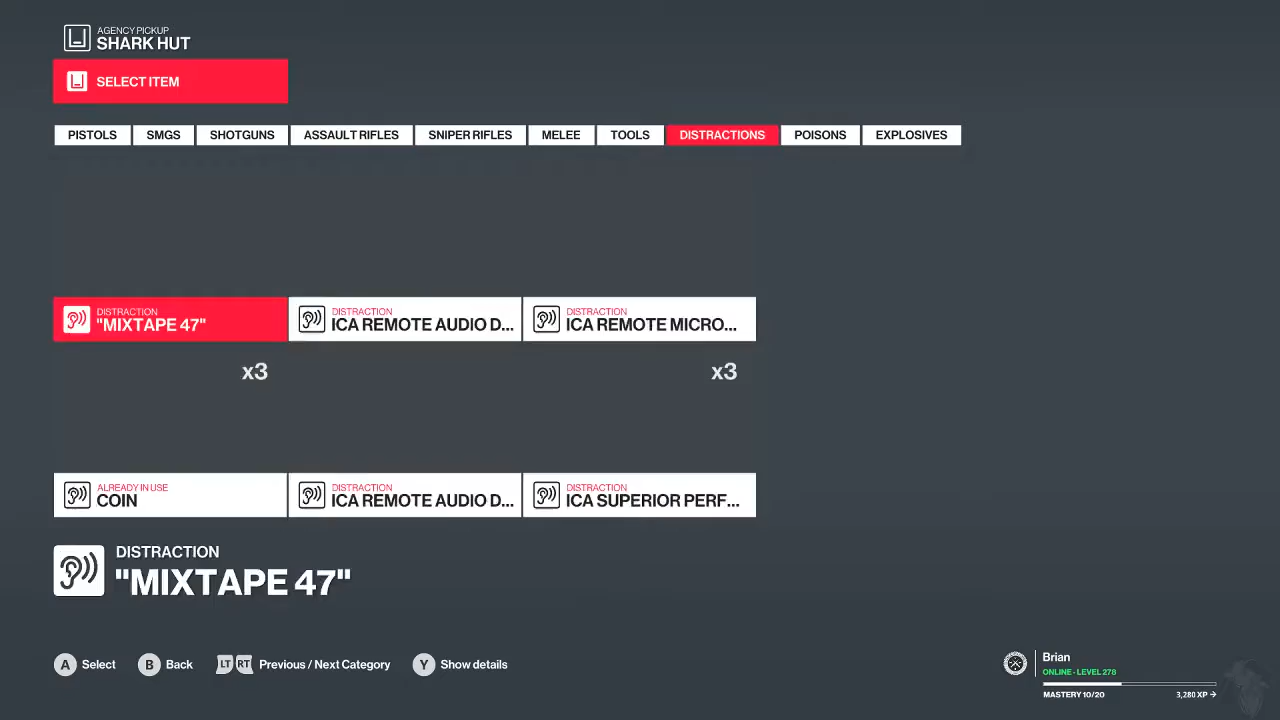 AGENCY PICKUP
SHARK HUT
SELECT ITEM
PISTOLS SMGS SHOTGUNS ASSAULT RIFLES SNIPER RIFLES MELEE TOOLS DISTRACTIONS POISONS EXPLOSIVES
DISTRACTION DISTRACTION DISTRACTION
"MIXTAPE 47" ICA REMOTE AUDIO D... ICA REMOTE MICRO...
x3 x3
ALREADY IN USE DISTRACTION DISTRACTION
COIN ICA REMOTE AUDIO D... ICA SUPERIOR PERF...
DISTRACTION
"MIXTAPE 47"
A Select B Back LT RT Previous / Next Category Y Show details
Brian
ONLINE - LEVEL 278
MASTERY 10/20 3,280 XP